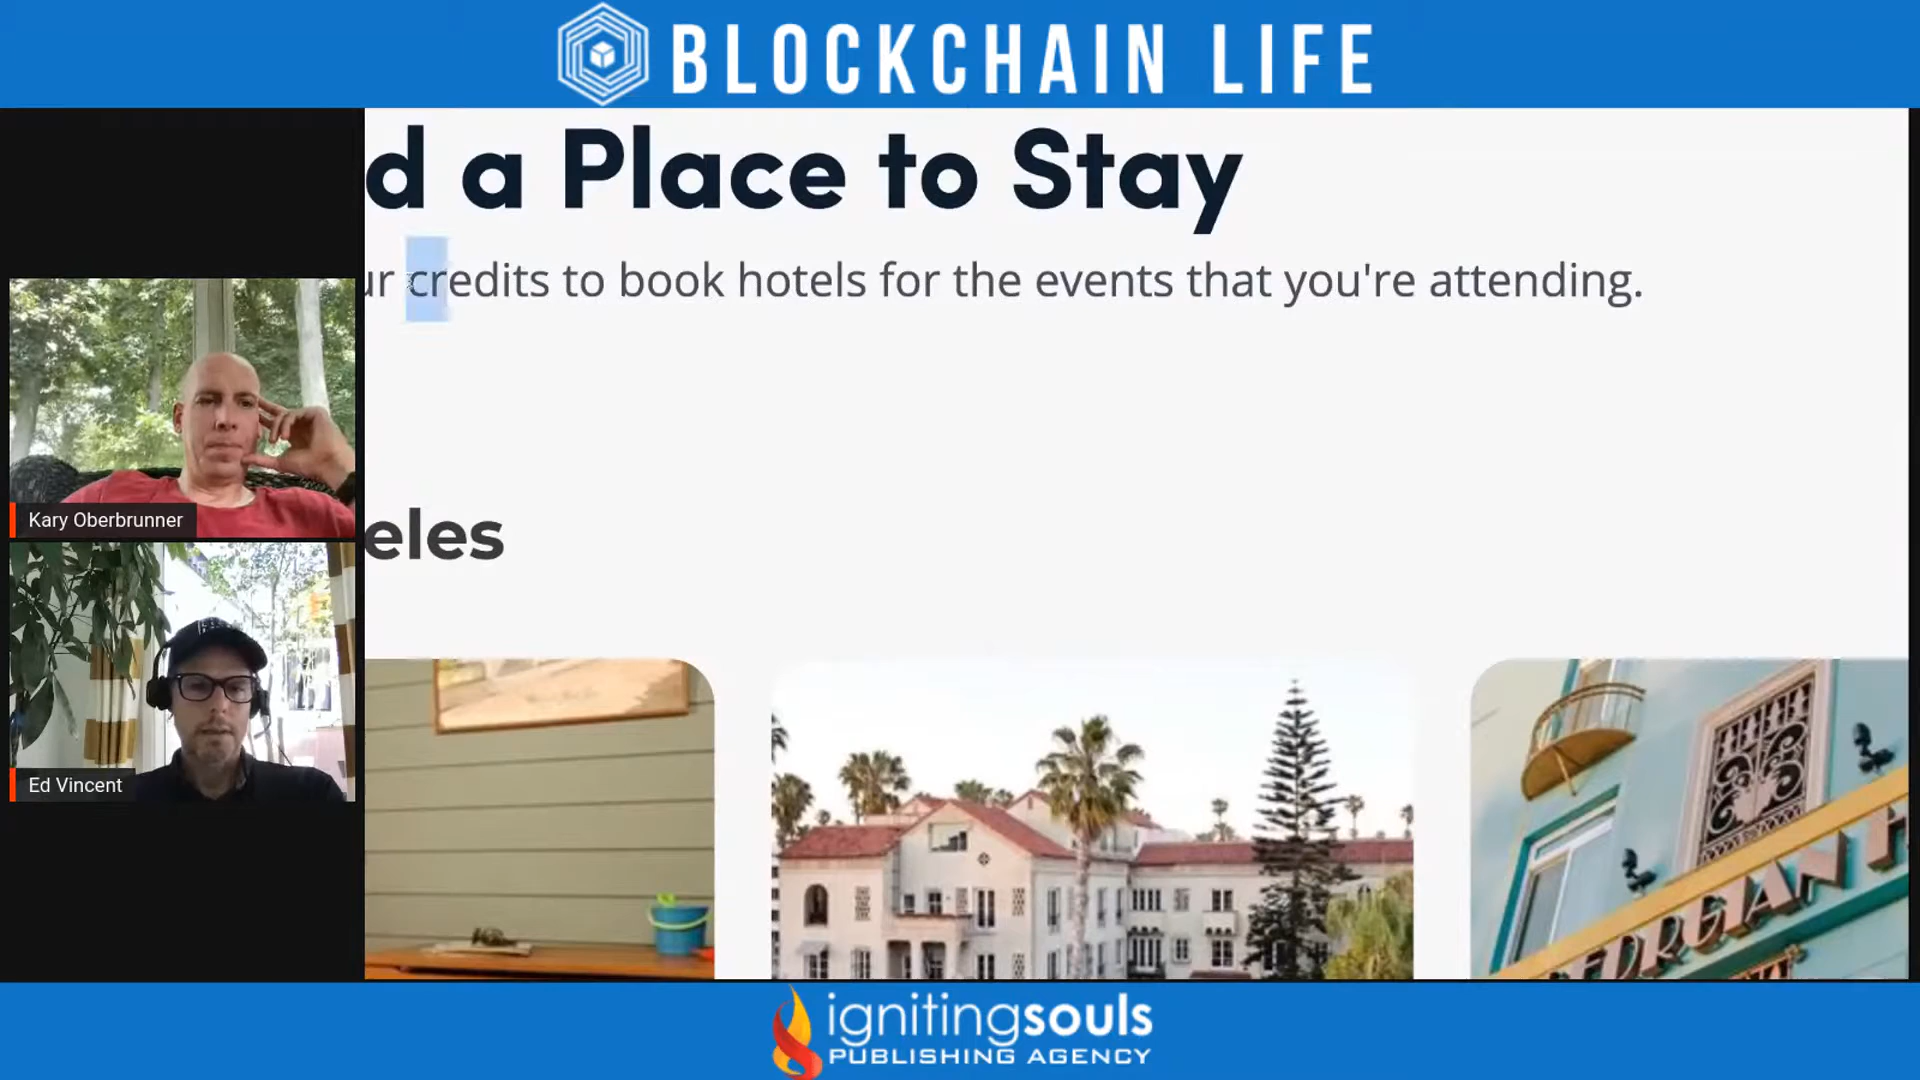 BLOCKCHAIN LIFE
d a Place to Stay
ur credits to book hotels for the events that you're attending.
Kary Oberbrunner
eles
Ed Vincent
ignitingsouls
PUBLISHING AGENCY